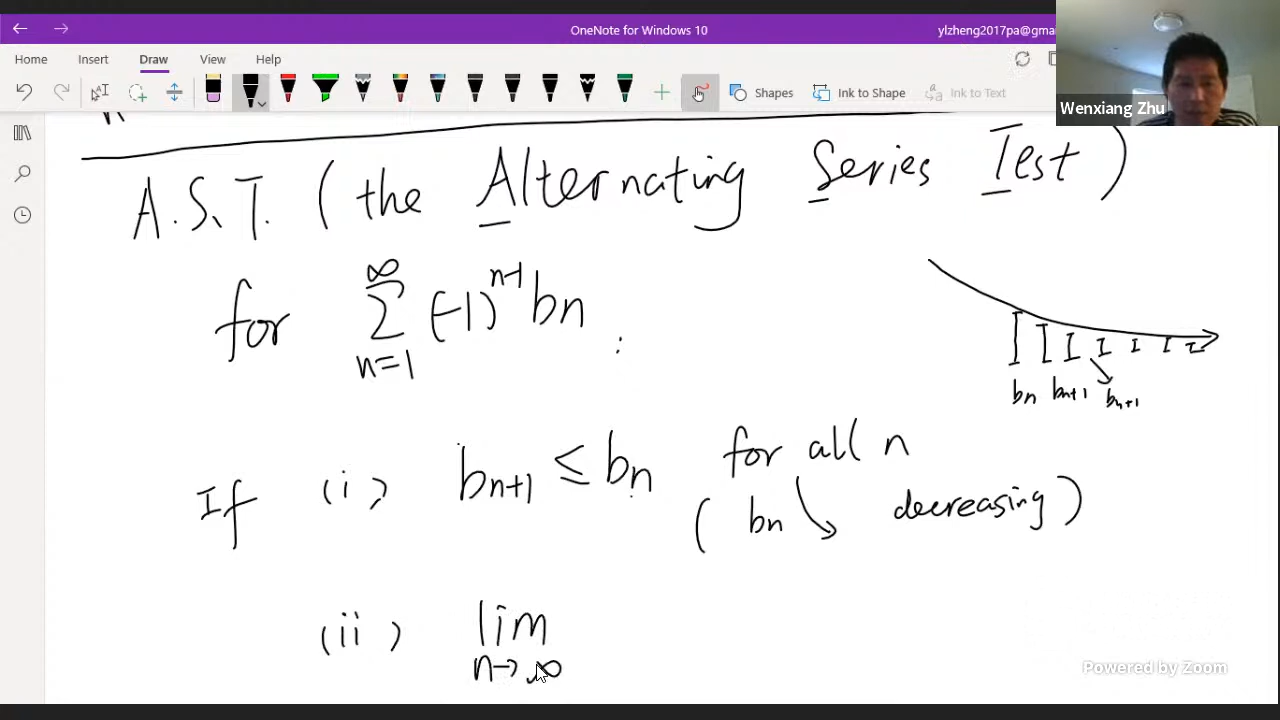 OneNote for Windows 10
ylzheng2017pa@gma
Home Insert Draw View Help
Shapes Ink to Shape Ink to Text
Wenxiang Zhu
A.S.T. (the Alternating Series Test)
for ∞ ∑ n=1 (-1)^{n-1} bn :
bn bn+1 bn+1
If (i) bn+1 ≤ bn for all n
(bn ↘ decreasing)
(ii) lim n→∞
Powered by Zoom